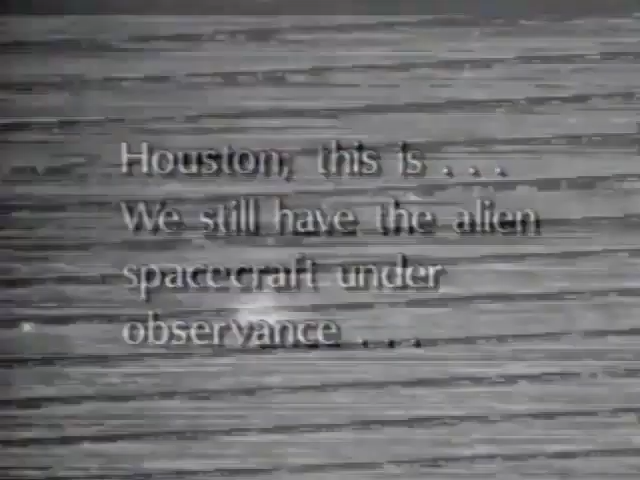 Houston, this is . . .
We still have the alien
spacecraft under
observance . . .